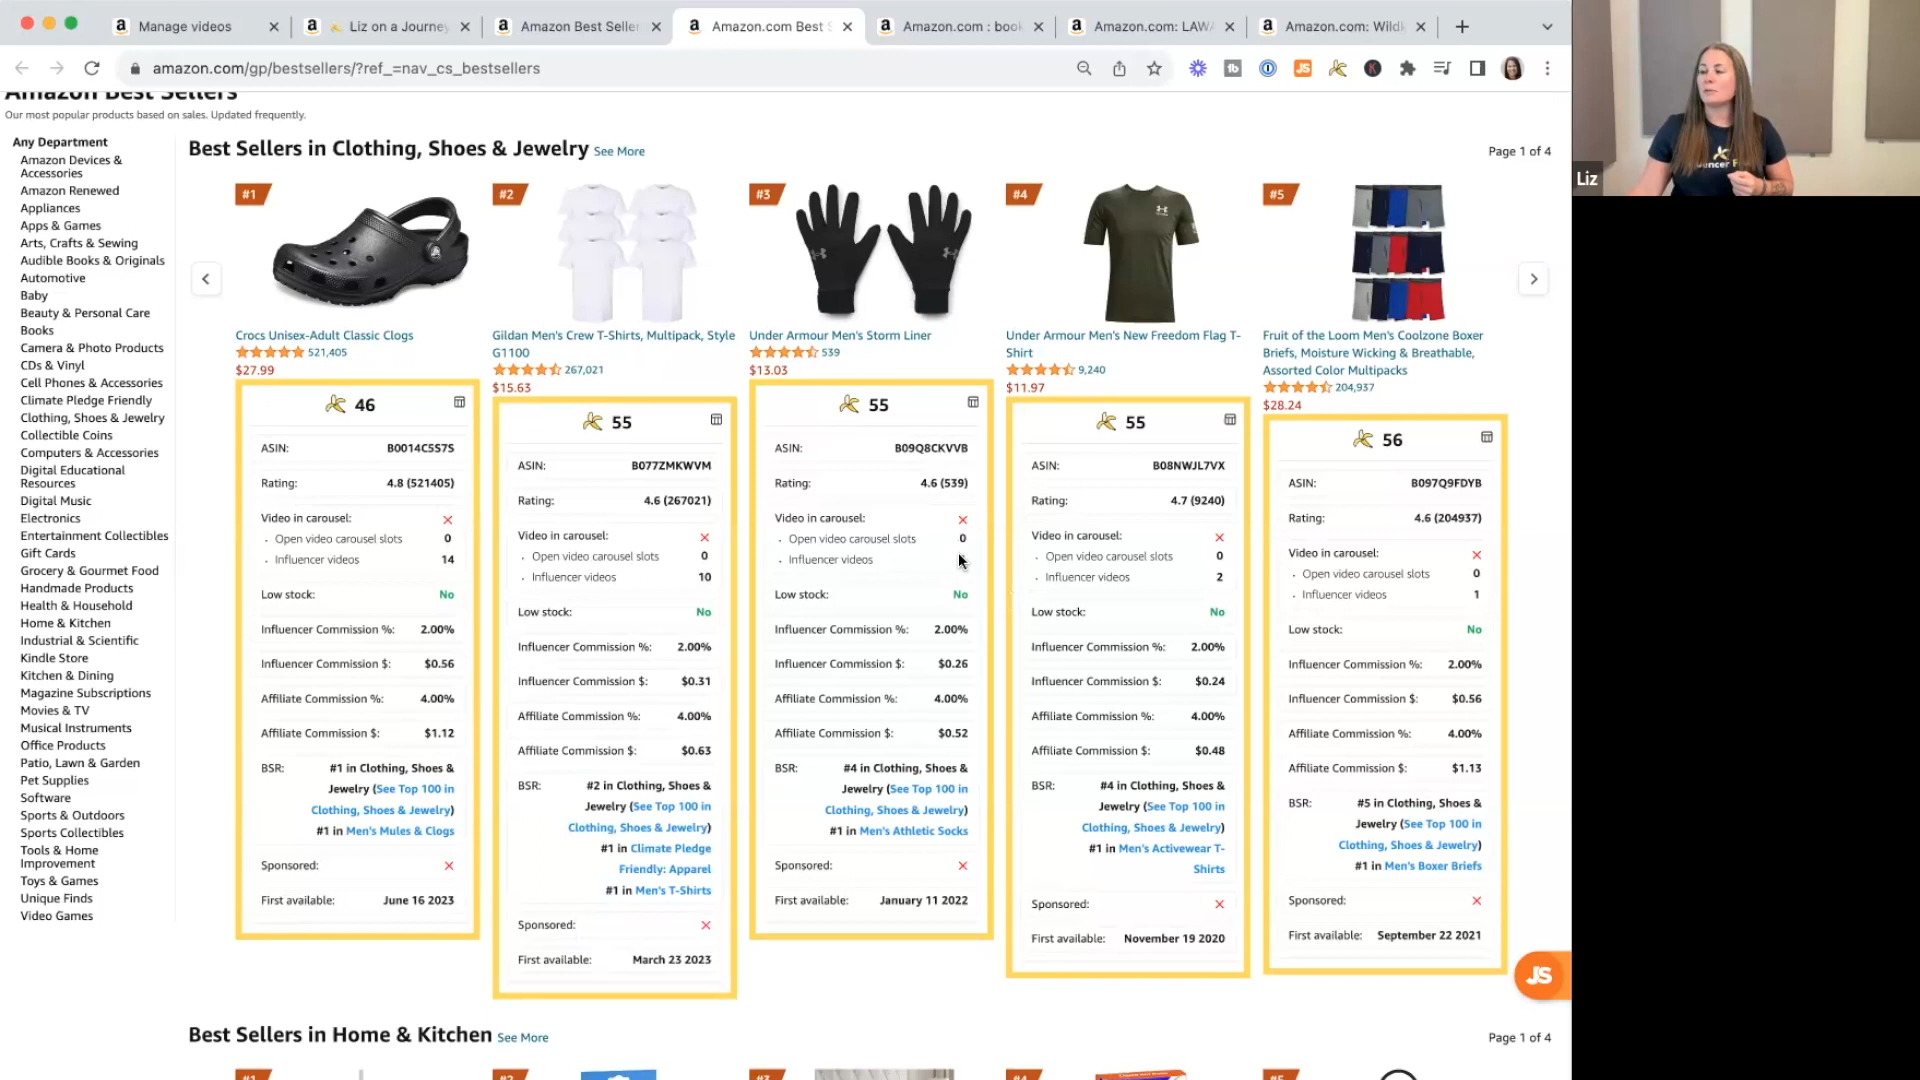 Manage videos
Liz on a Journey
Amazon Best Seller
Amazon.com Best S
Amazon.com : book
Amazon.com: LAWA
Amazon.com: Wildk
amazon.com/gp/bestsellers/?ref_=nav_cs_bestsellers
Amazon Best Sellers
Our most popular products based on sales. Updated frequently.
Any Department
Amazon Devices &
Accessories
Amazon Renewed
Appliances
Apps & Games
Arts, Crafts & Sewing
Audible Books & Originals
Automotive
Baby
Beauty & Personal Care
Books
Camera & Photo Products
CDs & Vinyl
Cell Phones & Accessories
Climate Pledge Friendly
Clothing, Shoes & Jewelry
Collectible Coins
Computers & Accessories
Digital Educational
Resources
Digital Music
Electronics
Entertainment Collectibles
Gift Cards
Grocery & Gourmet Food
Handmade Products
Health & Household
Home & Kitchen
Industrial & Scientific
Kindle Store
Kitchen & Dining
Magazine Subscriptions
Movies & TV
Musical Instruments
Office Products
Patio, Lawn & Garden
Pet Supplies
Software
Sports & Outdoors
Sports Collectibles
Tools & Home
Improvement
Toys & Games
Unique Finds
Video Games
Best Sellers in Clothing, Shoes & Jewelry See More
Page 1 of 4
#1
Crocs Unisex-Adult Classic Clogs
521,405
$27.99
46
ASIN: B0014C5S7S
Rating: 4.8 (521405)
Video in carousel:
Open video carousel slots 0
Influencer videos 14
Low stock: No
Influencer Commission %: 2.00%
Influencer Commission $: $0.56
Affiliate Commission %: 4.00%
Affiliate Commission $: $1.12
BSR: #1 in Clothing, Shoes &
Jewelry (See Top 100 in
Clothing, Shoes & Jewelry)
#1 in Men's Mules & Clogs
Sponsored:
First available: June 16 2023
#2
Gildan Men's Crew T-Shirts, Multipack, Style
G1100
267,021
$15.63
55
ASIN: B077ZMKWVM
Rating: 4.6 (267021)
Video in carousel:
Open video carousel slots 0
Influencer videos 10
Low stock: No
Influencer Commission %: 2.00%
Influencer Commission $: $0.31
Affiliate Commission %: 4.00%
Affiliate Commission $: $0.63
BSR: #2 in Clothing, Shoes &
Jewelry (See Top 100 in
Clothing, Shoes & Jewelry)
#1 in Climate Pledge
Friendly: Apparel
#1 in Men's T-Shirts
Sponsored:
First available: March 23 2023
#3
Under Armour Men's Storm Liner
539
$13.03
55
ASIN: B09Q8CKVVB
Rating: 4.6 (539)
Video in carousel:
Open video carousel slots 0
Influencer videos
Low stock: No
Influencer Commission %: 2.00%
Influencer Commission $: $0.26
Affiliate Commission %: 4.00%
Affiliate Commission $: $0.52
BSR: #4 in Clothing, Shoes &
Jewelry (See Top 100 in
Clothing, Shoes & Jewelry)
#1 in Men's Athletic Socks
Sponsored:
First available: January 11 2022
#4
Under Armour Men's New Freedom Flag T-
Shirt
9,240
$11.97
55
ASIN: B08NWJL7VX
Rating: 4.7 (9240)
Video in carousel:
Open video carousel slots 0
Influencer videos 2
Low stock: No
Influencer Commission %: 2.00%
Influencer Commission $: $0.24
Affiliate Commission %: 4.00%
Affiliate Commission $: $0.48
BSR: #4 in Clothing, Shoes &
Jewelry (See Top 100 in
Clothing, Shoes & Jewelry)
#1 in Men's Activewear T-
Shirts
Sponsored:
First available: November 19 2020
#5
Fruit of the Loom Men's Coolzone Boxer
Briefs, Moisture Wicking & Breathable,
Assorted Color Multipacks
204,937
$28.24
56
ASIN: B097Q9FDYB
Rating: 4.6 (204937)
Video in carousel:
Open video carousel slots 0
Influencer videos 1
Low stock: No
Influencer Commission %: 2.00%
Influencer Commission $: $0.56
Affiliate Commission %: 4.00%
Affiliate Commission $: $1.13
BSR: #5 in Clothing, Shoes &
Jewelry (See Top 100 in
Clothing, Shoes & Jewelry)
#1 in Men's Boxer Briefs
Sponsored:
First available: September 22 2021
JS
Best Sellers in Home & Kitchen See More
Page 1 of 4
#1
#2
#3
#4
#5
Liz